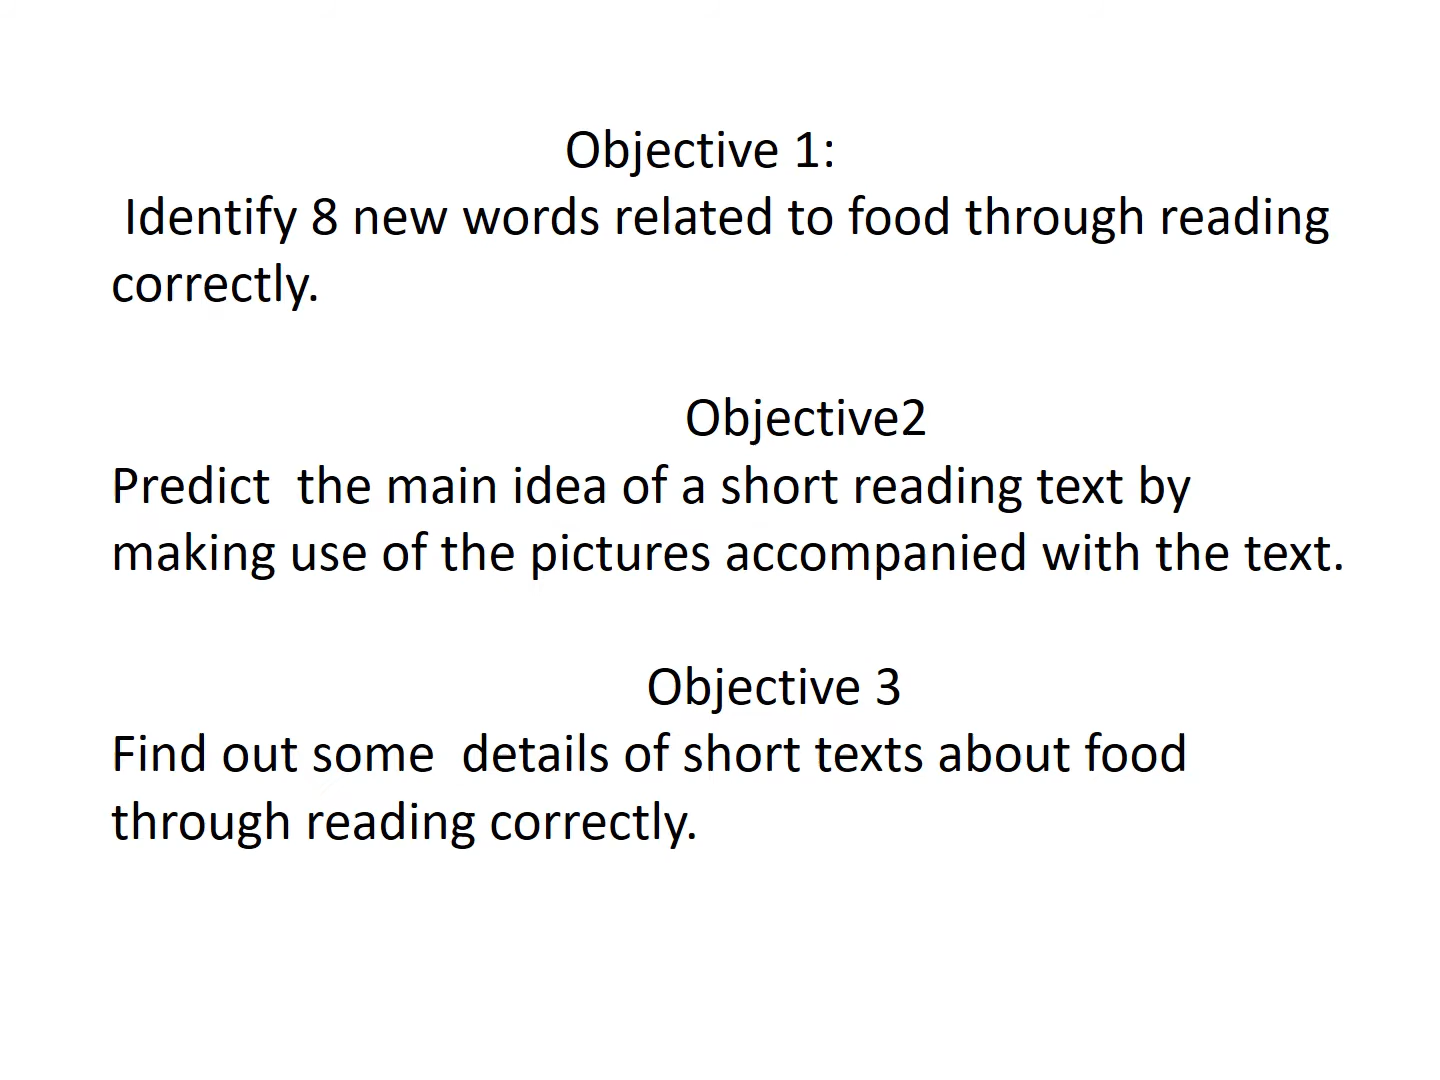 Objective 1:
Identify 8 new words related to food through reading
correctly.
Objective2
Predict  the main idea of a short reading text by
making use of the pictures accompanied with the text.
Objective 3
Find out some  details of short texts about food
through reading correctly.